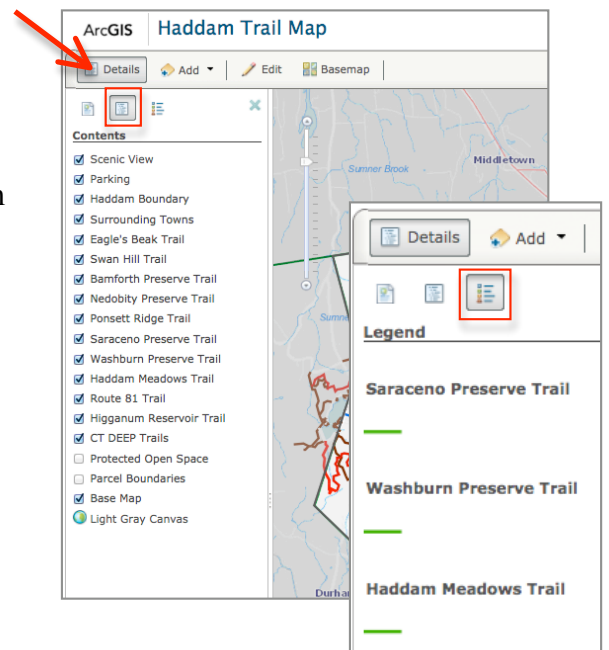 ArcGIS Haddam Trail Map
Details Add Edit Basemap
Contents
Scenic View
Parking
Haddam Boundary
Surrounding Towns
Eagle's Beak Trail
Swan Hill Trail
Bamforth Preserve Trail
Nedobity Preserve Trail
Ponsett Ridge Trail
Saraceno Preserve Trail
Washburn Preserve Trail
Haddam Meadows Trail
Route 81 Trail
Higganum Reservoir Trail
CT DEEP Trails
Protected Open Space
Parcel Boundaries
Base Map
Light Gray Canvas
Sumner Brook
Middletown
Details Add
Legend
Saraceno Preserve Trail
Washburn Preserve Trail
Haddam Meadows Trail